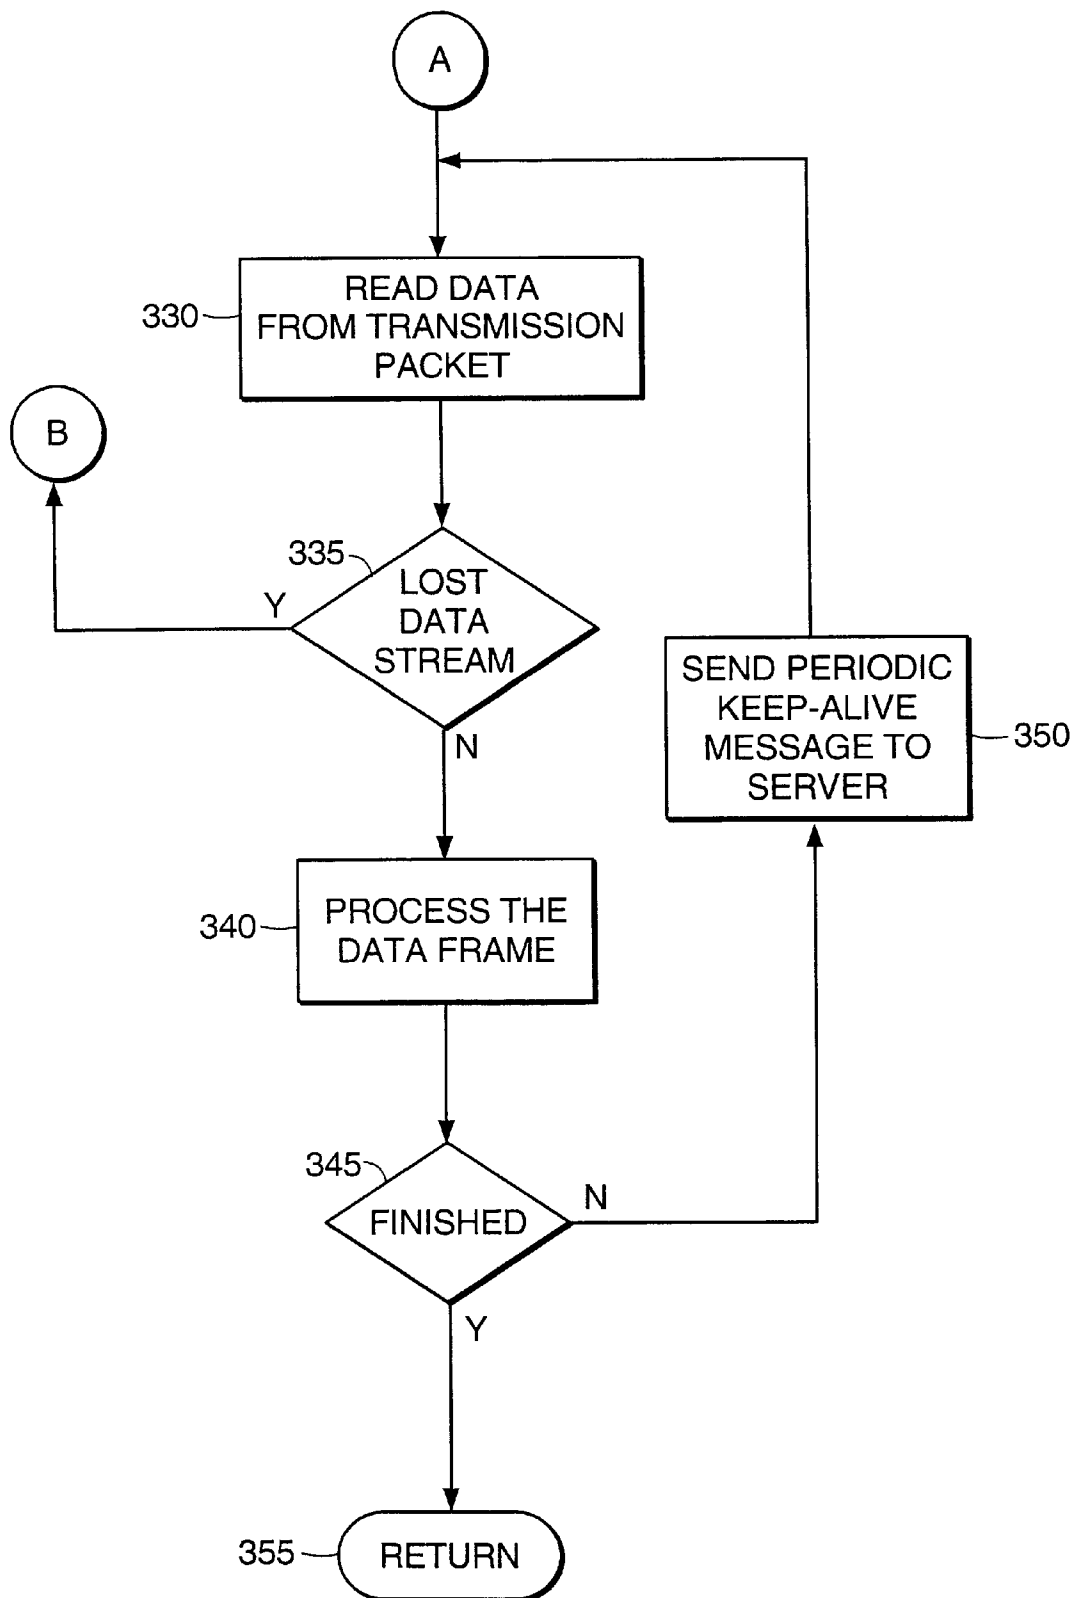 A
READ DATA
FROM TRANSMISSION
PACKET
330
B
335
LOST
DATA
STREAM
Y
N
SEND PERIODIC
KEEP-ALIVE
MESSAGE TO
SERVER
350
PROCESS THE
DATA FRAME
340
345
FINISHED
N
Y
355
RETURN